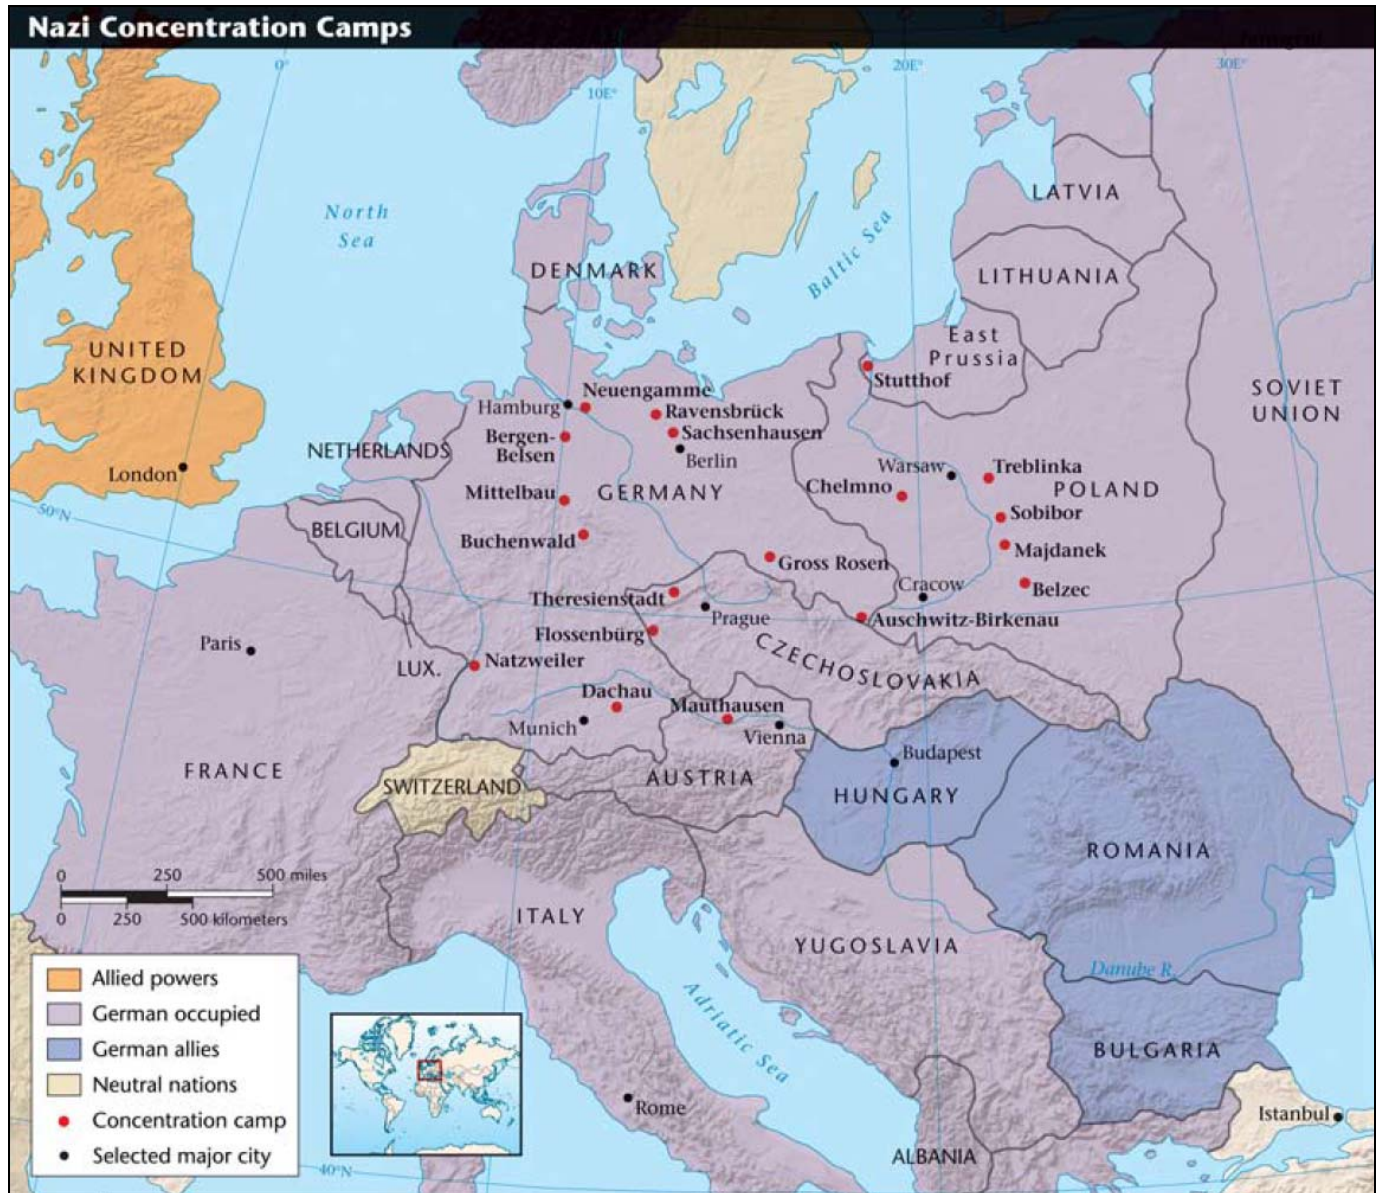 Nazi Concentration Camps
0°
10E°
20E°
30E°
North
Sea
LATVIA
Baltic Sea
DENMARK
LITHUANIA
East
Prussia
UNITED
KINGDOM
Stutthof
SOVIET
UNION
Neuengamme
Hamburg
Ravensbrück
Bergen-
Belsen
Sachsenhausen
Berlin
NETHERLANDS
London
Warsaw
Treblinka
Chelmno
POLAND
Mittelbau
GERMANY
50°N
Sobibor
BELGIUM
Buchenwald
Majdanek
Gross Rosen
Cracow
Belzec
Theresienstadt
Prague
Auschwitz-Birkenau
Flossenbürg
Paris
LUX.
Natzweiler
CZECHOSLOVAKIA
Dachau
Mauthausen
Munich
Vienna
Budapest
FRANCE
SWITZERLAND
AUSTRIA
HUNGARY
ROMANIA
0 250 500 miles
0 250 500 kilometers
ITALY
YUGOSLAVIA
Danube R.
Adriatic Sea
Allied powers
German occupied
German allies
Neutral nations
Concentration camp
Selected major city
BULGARIA
Rome
Istanbul
ALBANIA
40°N